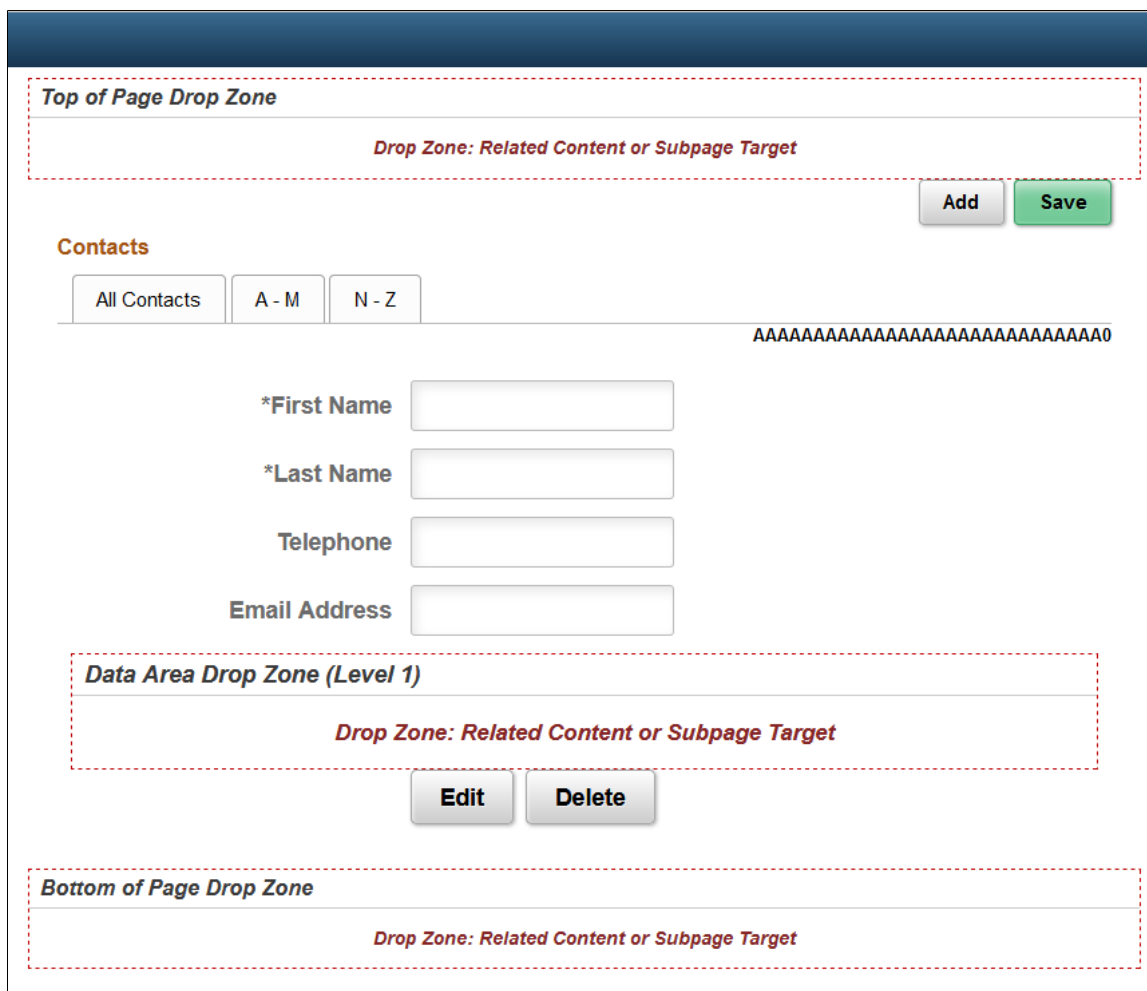 Top of Page Drop Zone
Drop Zone: Related Content or Subpage Target
Add Save
Contacts
All Contacts A - M N - Z
AAAAAAAAAAAAAAAAAAAAAAAAAAAAA0
*First Name
*Last Name
Telephone
Email Address
Data Area Drop Zone (Level 1)
Drop Zone: Related Content or Subpage Target
Edit Delete
Bottom of Page Drop Zone
Drop Zone: Related Content or Subpage Target